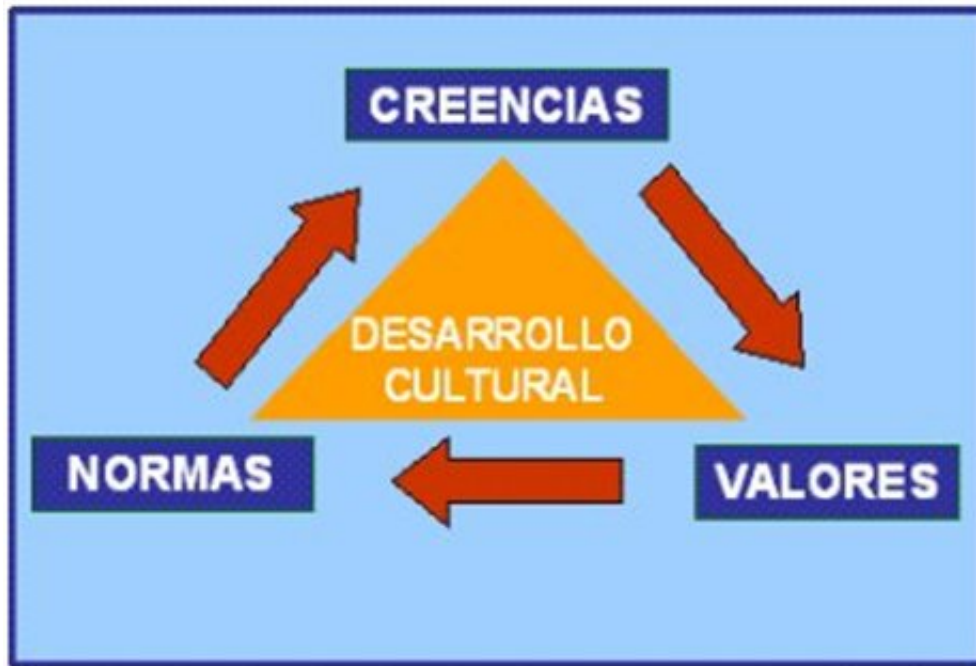 CREENCIAS
DESARROLLO
CULTURAL
NORMAS
VALORES